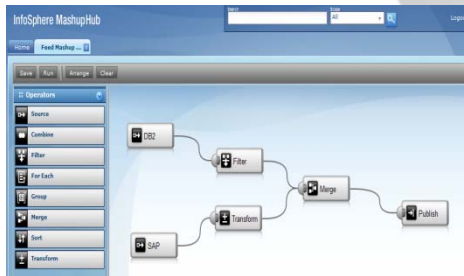 InfoSphere MashupHub
Search
All
Logo
Home
Feed Mashup ...
Save Run Arrange Clear
Operators
Source
Combine
Filter
For Each
Group
Merge
Sort
Transform
DB2
Filter
Merge
Publish
Transform
SAP